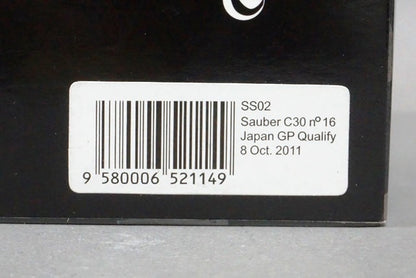 SS02
Sauber C30 nº16
Japan GP Qualify
8 Oct. 2011
9 580006 521149